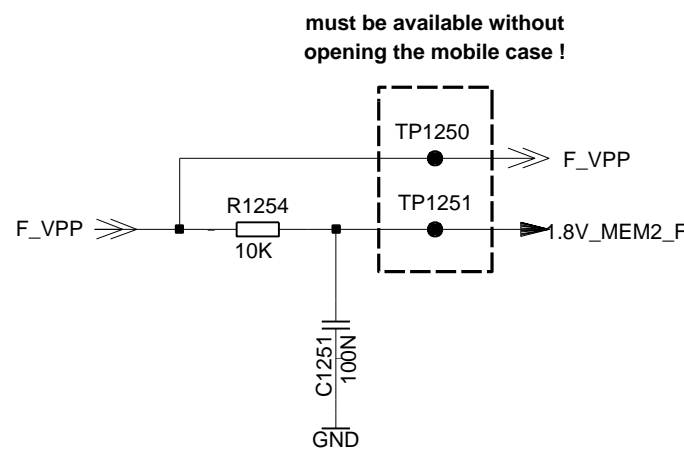 must be available without
opening the mobile case !
TP1250
F_VPP
R1254
TP1251
F_VPP
1.8V_MEM2_F
10K
C1251
100N
GND